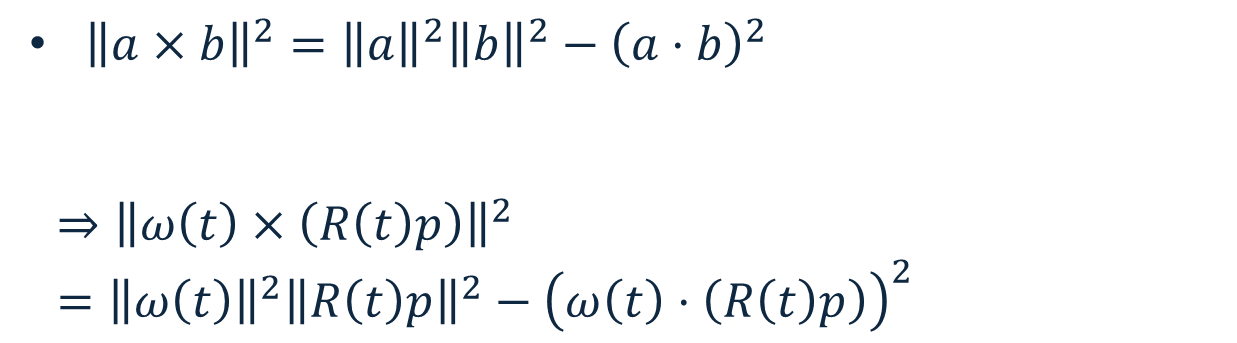 • ‖a × b‖² = ‖a‖²‖b‖² − (a · b)²
⇒ ‖ω(t) × (R(t)p)‖²
= ‖ω(t)‖²‖R(t)p‖² − (ω(t) · (R(t)p))²